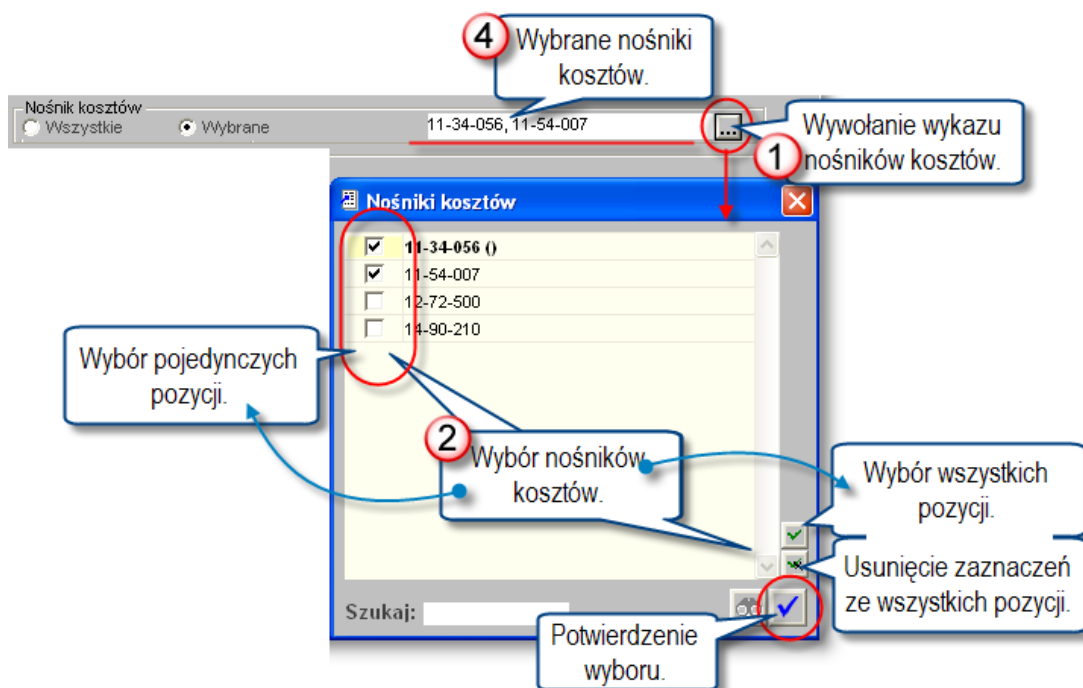 4
Wybrane nośniki
kosztów.
Nośnik kosztów
Wszystkie
Wybrane
11-34-056, 11-54-007
...
1
Wywołanie wykazu
nośników kosztów.
Nośniki kosztów
11-34-056 ()
11-54-007
12-72-500
14-90-210
Wybór pojedynczych
pozycji.
2
Wybór nośników
kosztów.
Wybór wszystkich
pozycji.
Usunięcie zaznaczeń
ze wszystkich pozycji.
Szukaj:
Potwierdzenie
wyboru.